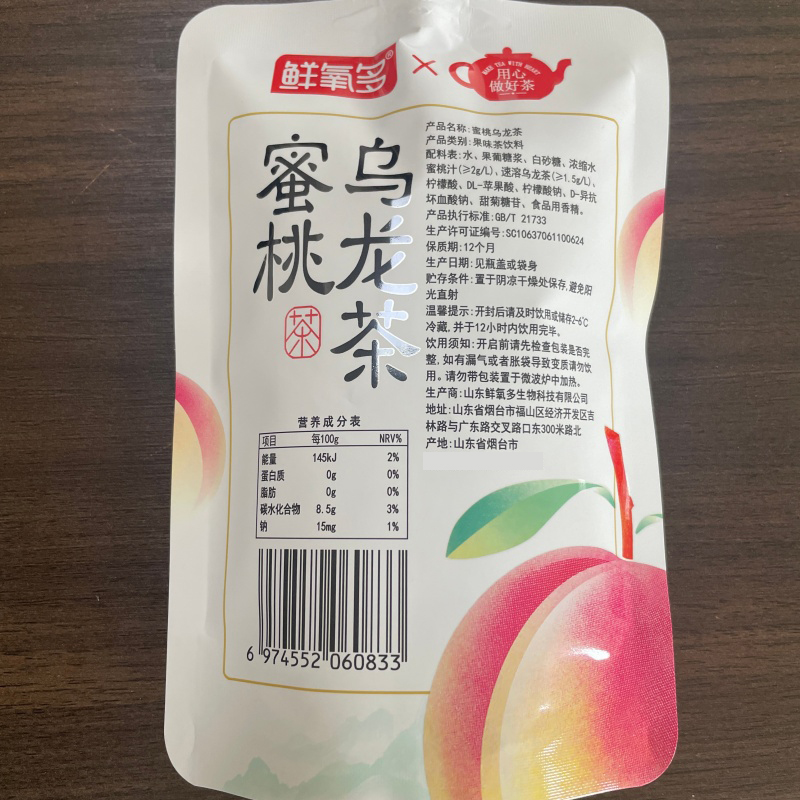 鲜氧多®
×
MAKE TEA WITH HEART
用心
做好茶
蜜桃
乌龙茶
茶
产品名称:蜜桃乌龙茶
产品类别:果味茶饮料
配料表:水、果葡糖浆、白砂糖、浓缩水
蜜桃汁(≥2g/L)、速溶乌龙茶(≥1.5g/L)、
柠檬酸、DL-苹果酸、柠檬酸钠、D-异抗
坏血酸钠、甜菊糖苷、食品用香精。
产品执行标准:GB/T 21733
生产许可证编号:SC10637061100624
保质期:12个月
生产日期:见瓶盖或袋身
贮存条件:置于阴凉干燥处保存,避免阳
光直射
温馨提示:开封后请及时饮用或储存2-6℃
冷藏,并于12小时内饮用完毕。
饮用须知:开启前请先检查包装是否完
整,如有漏气或者胀袋导致变质请勿饮
用。请勿带包装置于微波炉中加热。
生产商:山东鲜氧多生物科技有限公司
地址:山东省烟台市福山区经济开发区吉
林路与广东路交叉路口东300米路北
产地:山东省烟台市
营养成分表
项目 每100g NRV%
能量 145kJ 2%
蛋白质 0g 0%
脂肪 0g 0%
碳水化合物 8.5g 3%
钠 15mg 1%
6 974552 060833